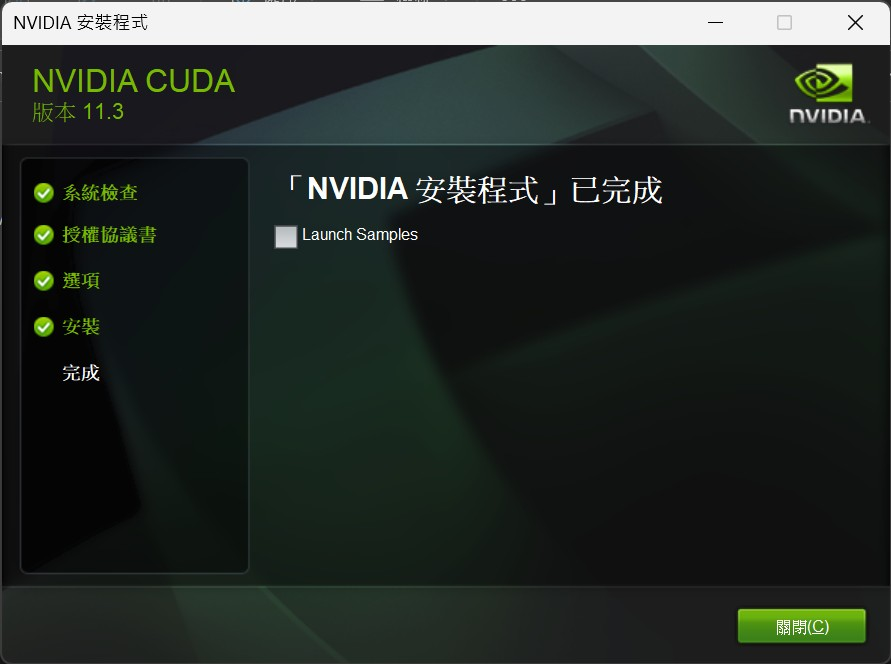 NVIDIA 安裝程式
NVIDIA CUDA
版本 11.3
NVIDIA.
系統檢查
授權協議書
選項
安裝
完成
「NVIDIA 安裝程式」已完成
Launch Samples
關閉(C)